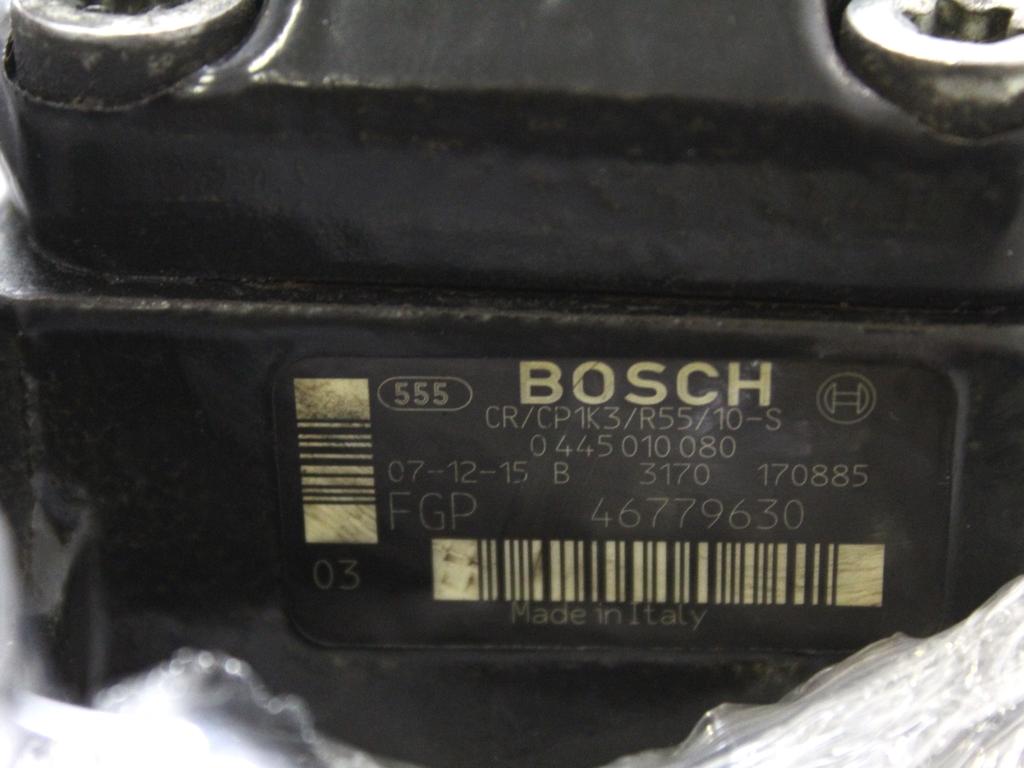 555 BOSCH
CR/CP1K3/R55/10-S
0 445 010 080
07-12-15 B 3170 170885
FGP 46779630
03
Made in Italy